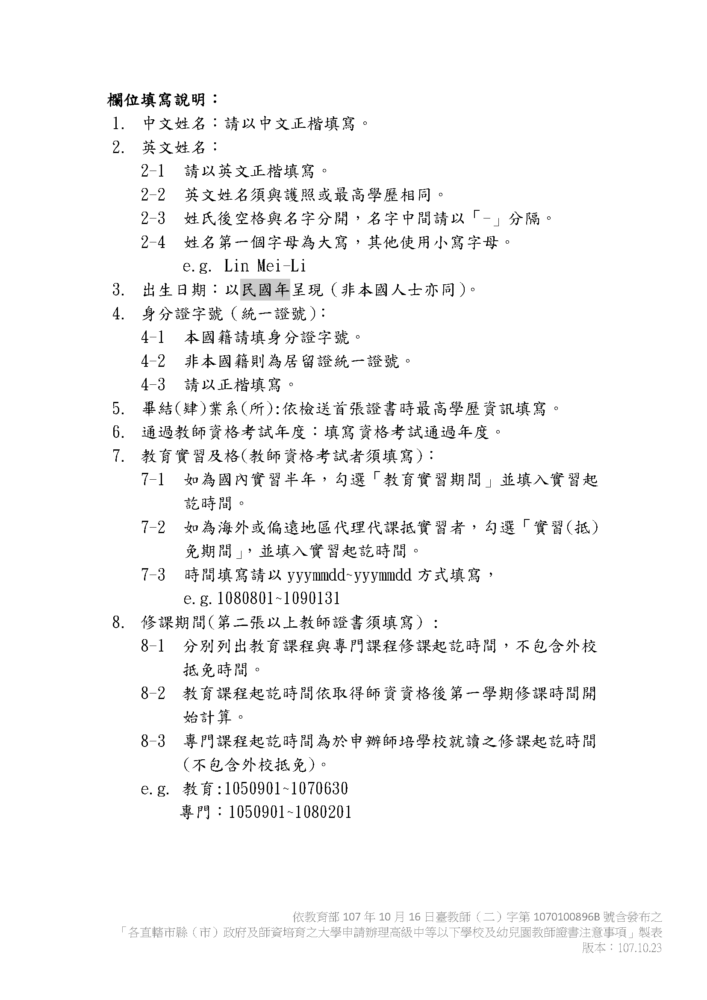 欄位填寫說明：
1. 中文姓名：請以中文正楷填寫。
2. 英文姓名：
2-1 請以英文正楷填寫。
2-2 英文姓名須與護照或最高學歷相同。
2-3 姓氏後空格與名字分開，名字中間請以「-」分隔。
2-4 姓名第一個字母為大寫，其他使用小寫字母。
e.g. Lin Mei-Li
3. 出生日期：以民國年呈現（非本國人士亦同）。
4. 身分證字號（統一證號）：
4-1 本國籍請填身分證字號。
4-2 非本國籍則為居留證統一證號。
4-3 請以正楷填寫。
5. 畢結(肄)業系(所):依檢送首張證書時最高學歷資訊填寫。
6. 通過教師資格考試年度：填寫資格考試通過年度。
7. 教育實習及格(教師資格考試者須填寫)：
7-1 如為國內實習半年，勾選「教育實習期間」並填入實習起
訖時間。
7-2 如為海外或偏遠地區代理代課抵實習者，勾選「實習(抵)
免期間」，並填入實習起訖時間。
7-3 時間填寫請以 yyymmdd~yyymmdd 方式填寫，
e.g.1080801~1090131
8. 修課期間(第二張以上教師證書須填寫) :
8-1 分別列出教育課程與專門課程修課起訖時間，不包含外校
抵免時間。
8-2 教育課程起訖時間依取得師資資格後第一學期修課時間開
始計算。
8-3 專門課程起訖時間為於申辦師培學校就讀之修課起訖時間
(不包含外校抵免)。
e.g. 教育:1050901~1070630
專門：1050901~1080201
依教育部 107 年 10 月 16 日臺教師（二）字第 1070100896B 號含發布之
「各直轄市縣（市）政府及師資培育之大學申請辦理高級中等以下學校及幼兒園教師證書注意事項」製表
版本：107.10.23